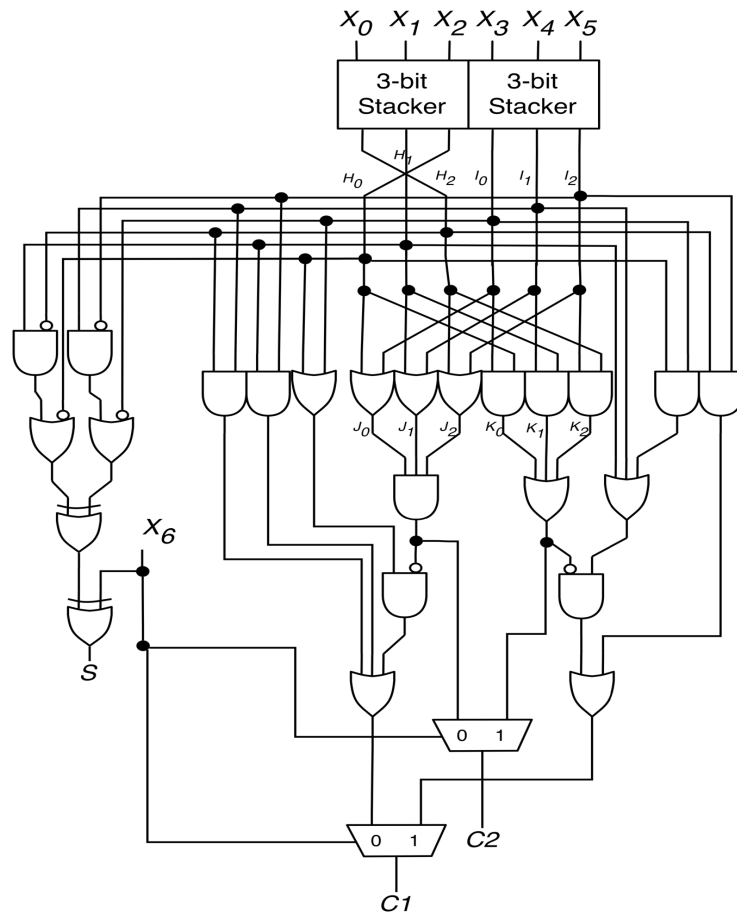 X0 X1 X2 X3 X4 X5
3-bit Stacker 3-bit Stacker
H0 H1 H2 I0 I1 I2
J0 J1 J2 K0 K1 K2
X6
S
0 1
0 1
C2
C1